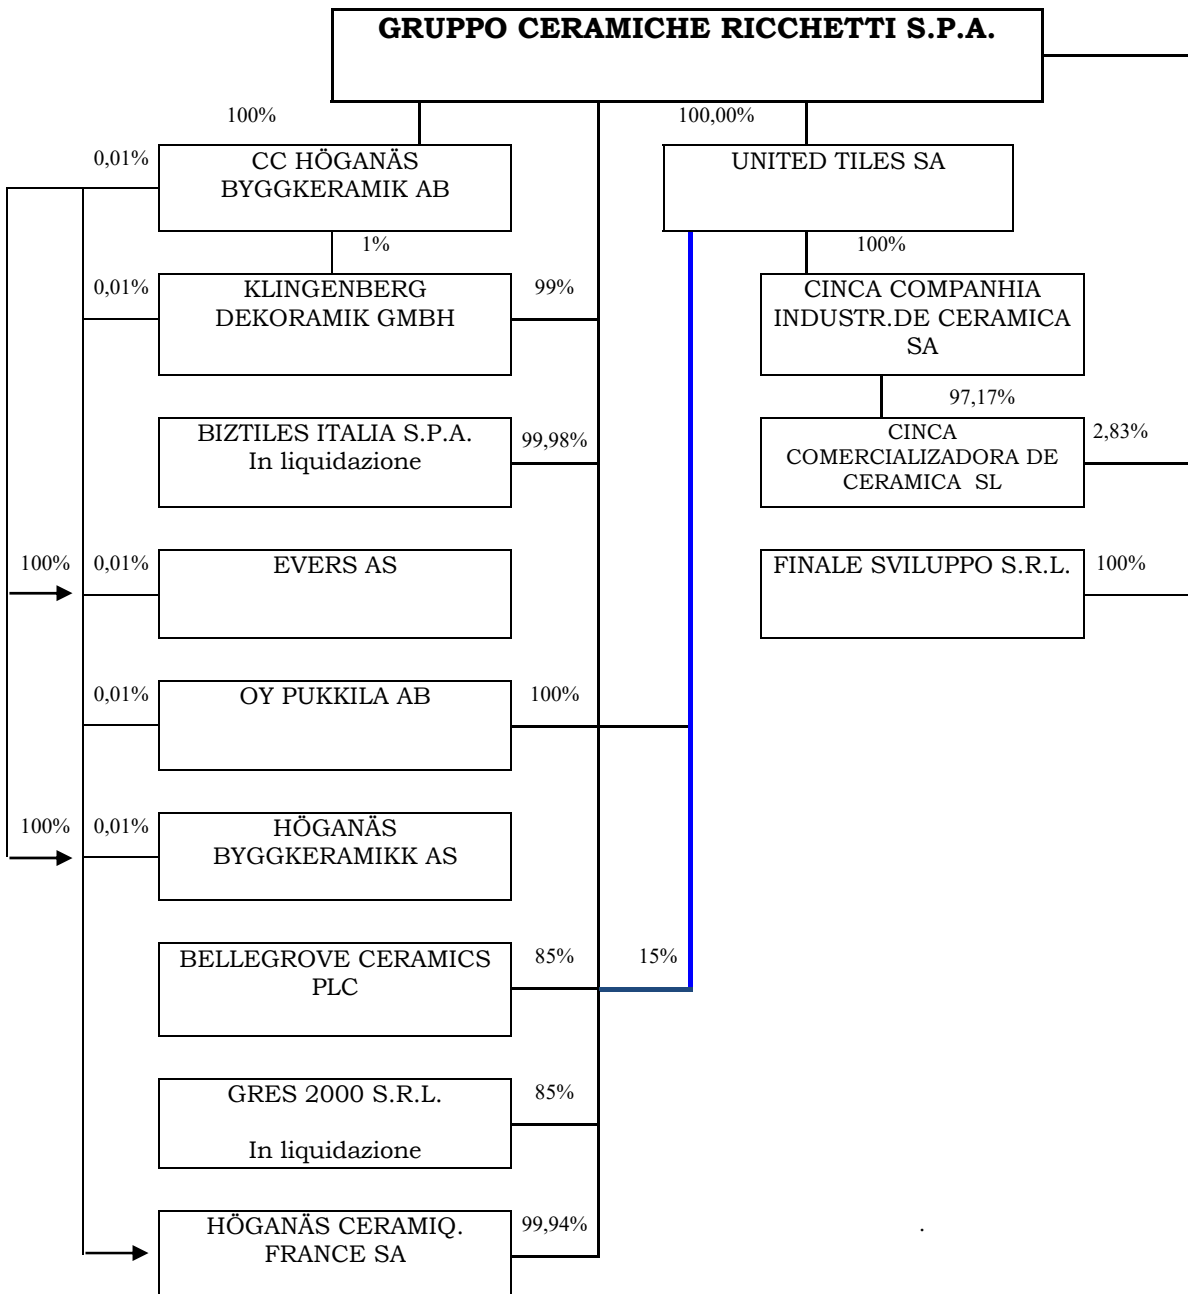 GRUPPO CERAMICHE RICCHETTI S.P.A.
100%
100,00%
0,01%
CC HÖGANÄS
BYGGKERAMIK AB
UNITED TILES SA
1%
100%
0,01%
KLINGENBERG
DEKORAMIK GMBH
99%
CINCA COMPANHIA
INDUSTR.DE CERAMICA
SA
97,17%
BIZTILES ITALIA S.P.A.
In liquidazione
99,98%
CINCA
COMERCIALIZADORA DE
CERAMICA SL
2,83%
100%
0,01%
EVERS AS
FINALE SVILUPPO S.R.L.
100%
0,01%
OY PUKKILA AB
100%
100%
0,01%
HÖGANÄS
BYGGKERAMIKK AS
BELLEGROVE CERAMICS
PLC
85%
15%
GRES 2000 S.R.L.
In liquidazione
85%
HÖGANÄS CERAMIQ.
FRANCE SA
99,94%
.